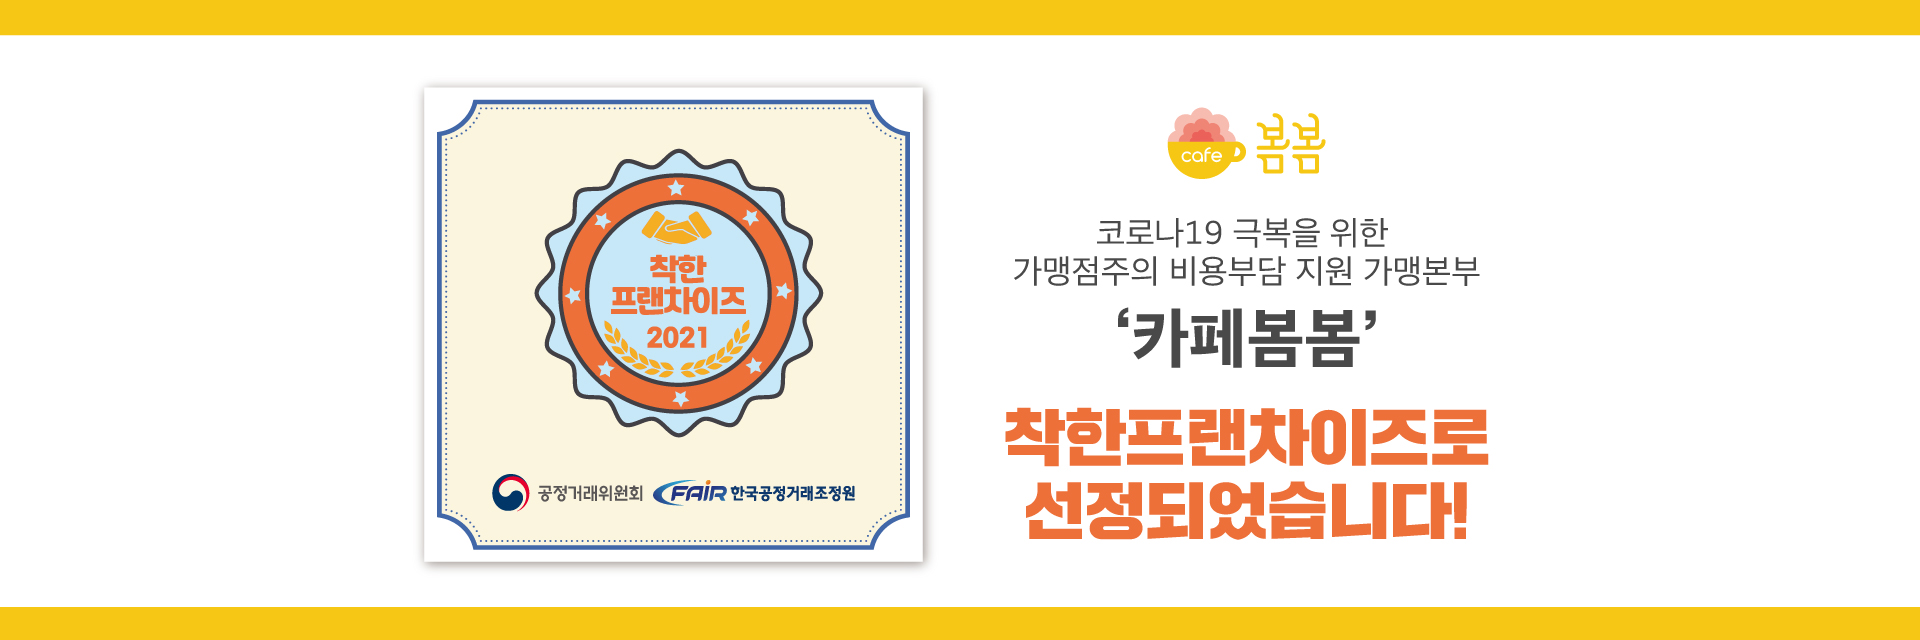 착한
프랜차이즈
2021
공정거래위원회 FAIR 한국공정거래조정원
cafe 봄봄
코로나19 극복을 위한
가맹점주의 비용부담 지원 가맹본부
‘카페봄봄’
착한프랜차이즈로
선정되었습니다!